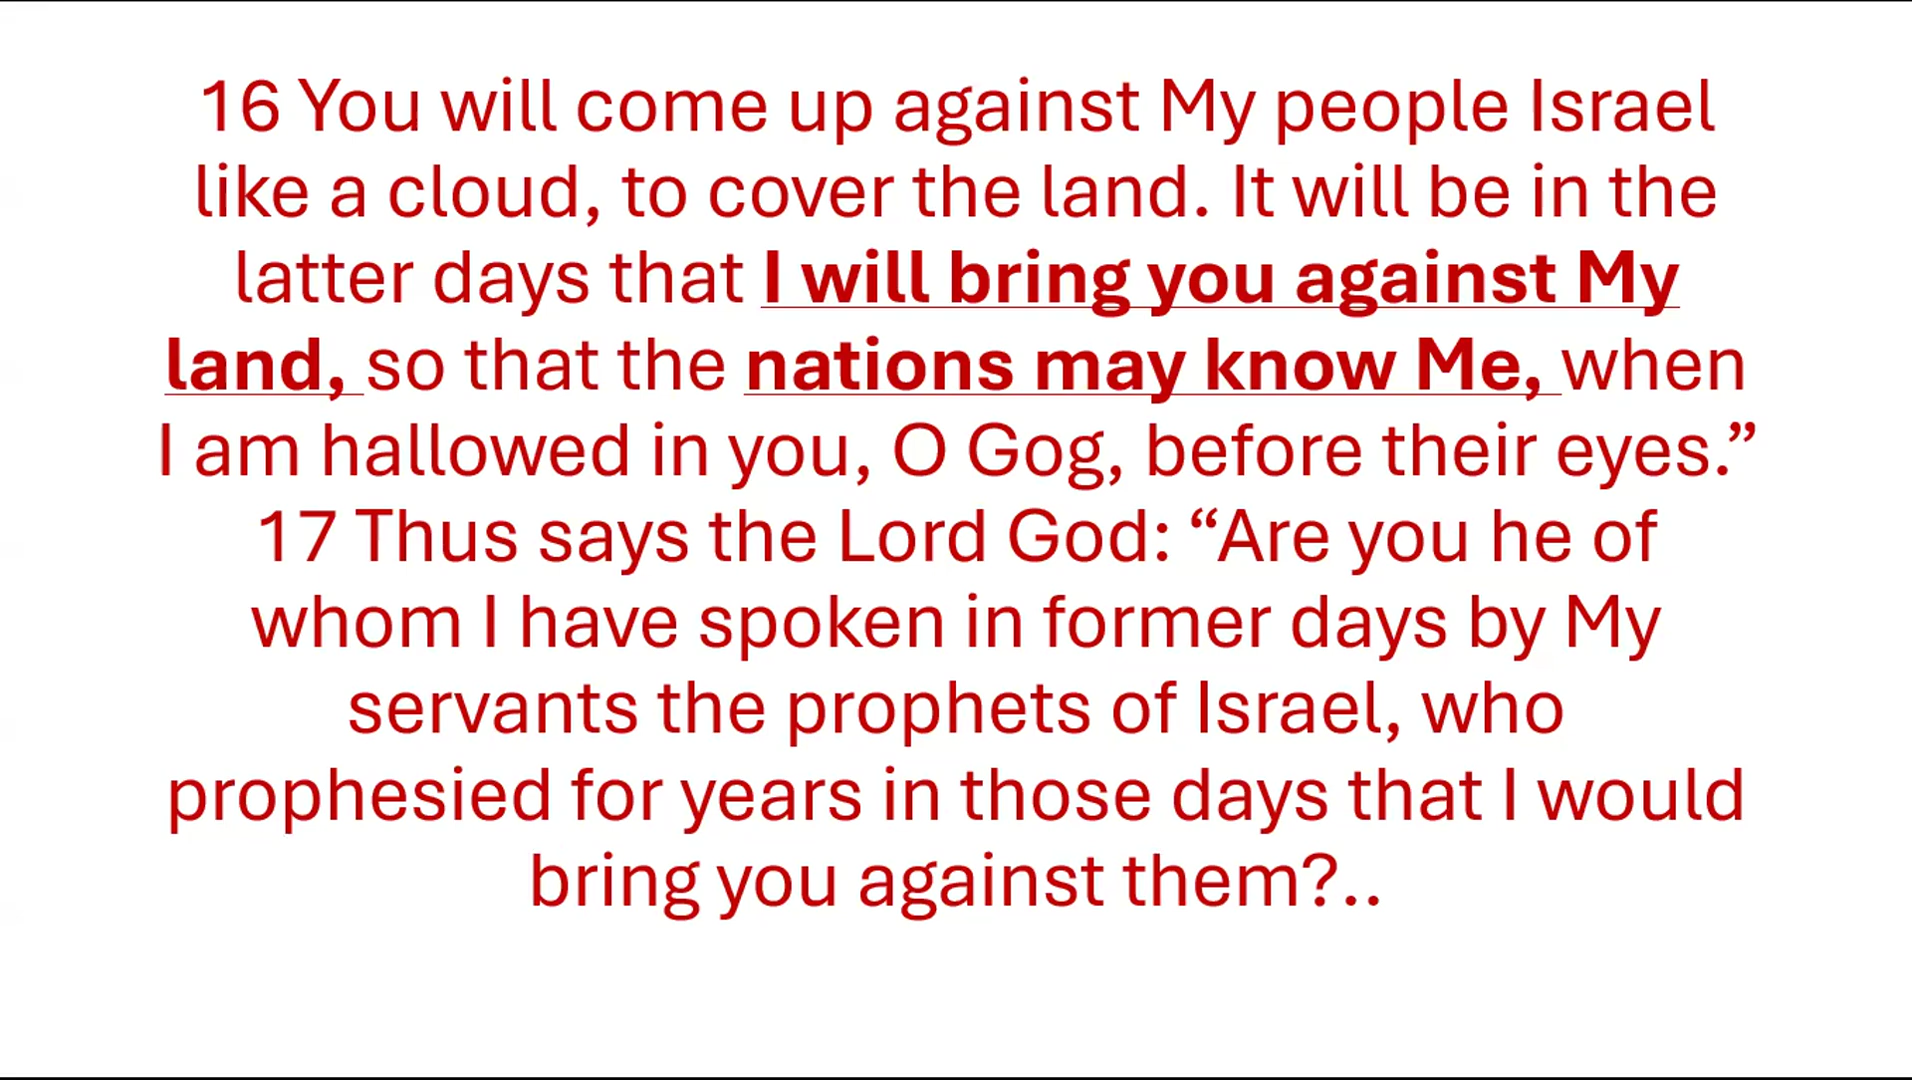 16 You will come up against My people Israel
like a cloud, to cover the land. It will be in the
latter days that I will bring you against My
land, so that the nations may know Me, when
I am hallowed in you, O Gog, before their eyes.”
17 Thus says the Lord God: “Are you he of
whom I have spoken in former days by My
servants the prophets of Israel, who
prophesied for years in those days that I would
bring you against them?..